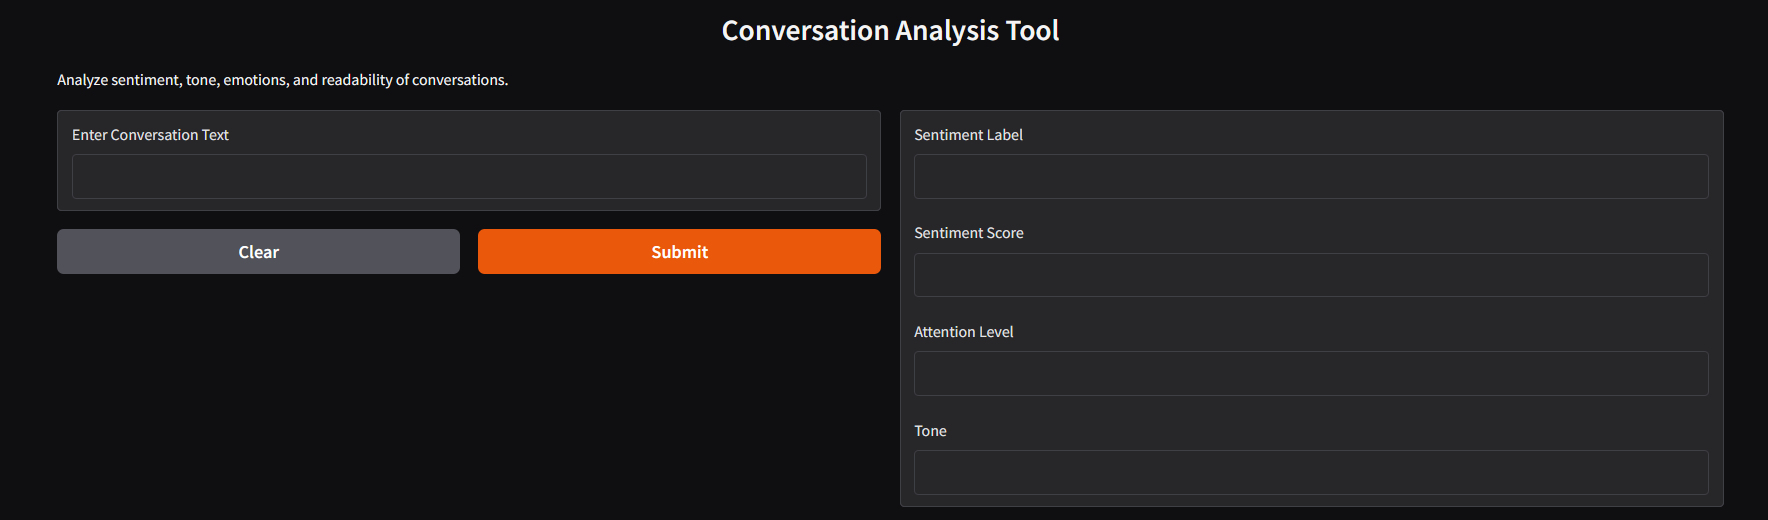 Conversation Analysis Tool
Analyze sentiment, tone, emotions, and readability of conversations.
Enter Conversation Text
Clear
Submit
Sentiment Label
Sentiment Score
Attention Level
Tone